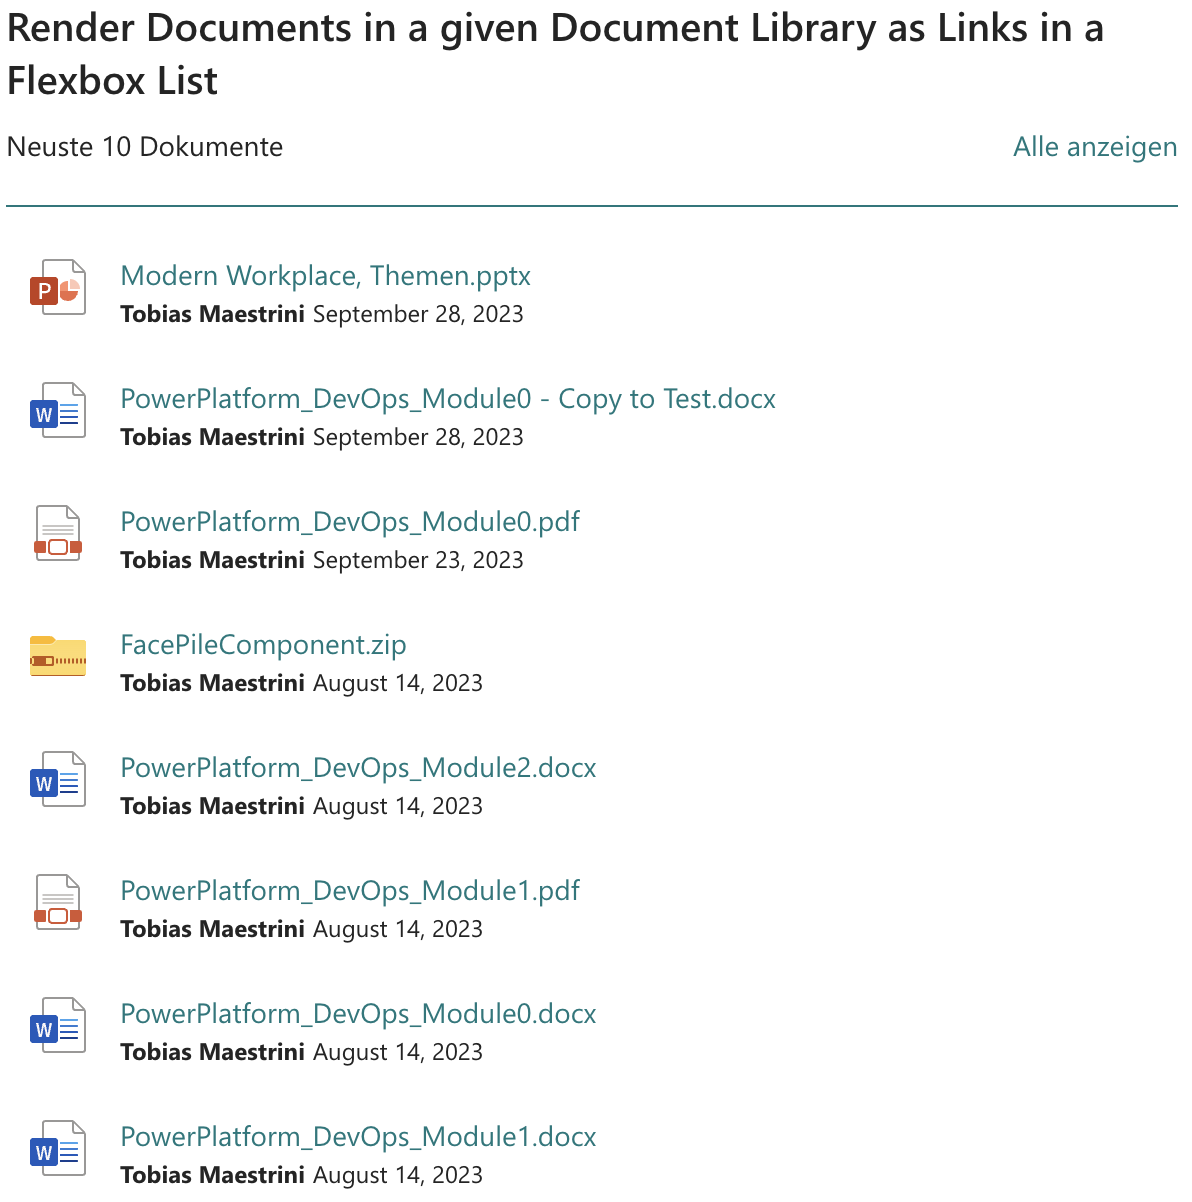 Render Documents in a given Document Library as Links in a
Flexbox List
Neuste 10 Dokumente
Alle anzeigen
P
Modern Workplace, Themen.pptx
Tobias Maestrini September 28, 2023
W
PowerPlatform_DevOps_Module0 - Copy to Test.docx
Tobias Maestrini September 28, 2023
PowerPlatform_DevOps_Module0.pdf
Tobias Maestrini September 23, 2023
FacePileComponent.zip
Tobias Maestrini August 14, 2023
W
PowerPlatform_DevOps_Module2.docx
Tobias Maestrini August 14, 2023
PowerPlatform_DevOps_Module1.pdf
Tobias Maestrini August 14, 2023
W
PowerPlatform_DevOps_Module0.docx
Tobias Maestrini August 14, 2023
W
PowerPlatform_DevOps_Module1.docx
Tobias Maestrini August 14, 2023